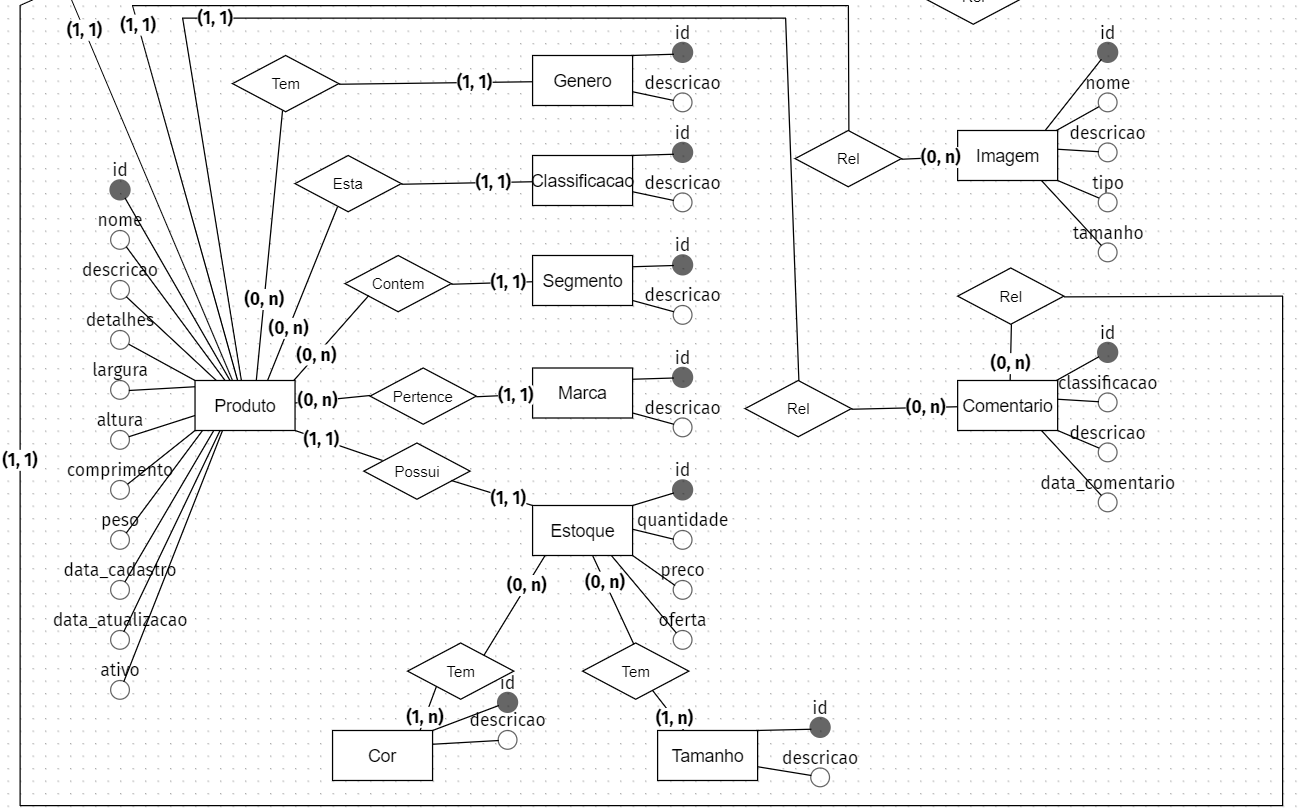 Rel
(1, 1)
(1, 1)
(1, 1)
Tem
(1, 1)
Genero
id
descricao
Esta
(1, 1)
Classificacao
id
descricao
Contem
(1, 1)
Segmento
id
descricao
Pertence
(1, 1)
Marca
id
descricao
(0, n)
(0, n)
(0, n)
(0, n)
(1, 1)
Produto
id
nome
descricao
detalhes
largura
altura
comprimento
peso
data_cadastro
data_atualizacao
ativo
(1, 1)
Possui
(1, 1)
Estoque
id
quantidade
preco
oferta
(0, n)
(0, n)
Tem
Tem
(1, n)
(1, n)
Cor
id
descricao
Tamanho
id
descricao
Rel
(0, n)
Imagem
id
nome
descricao
tipo
tamanho
Rel
(0, n)
Rel
(0, n)
Comentario
id
classificacao
descricao
data_comentario